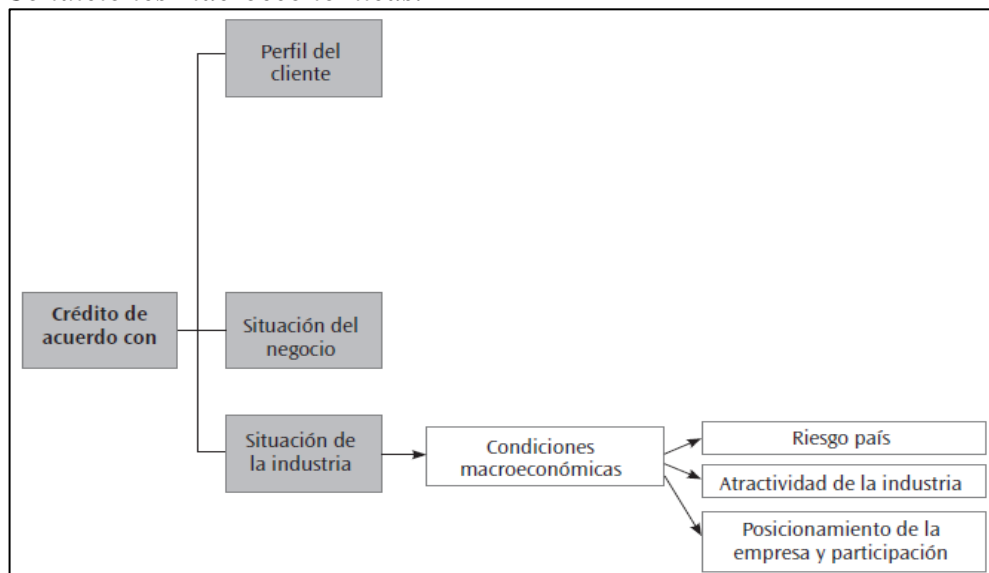 Perfil del
cliente
Crédito de
acuerdo con
Situación del
negocio
Situación de
la industria
Condiciones
macroeconómicas
Riesgo país
Atractividad de la industria
Posicionamiento de la
empresa y participación